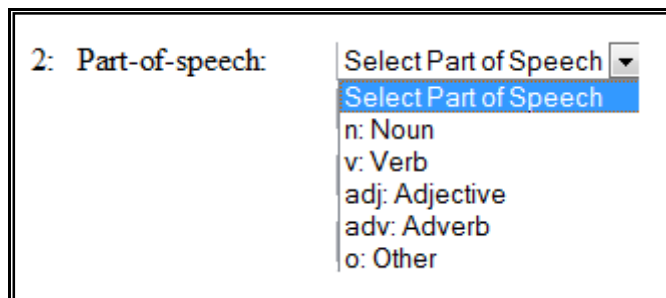 2: Part-of-speech: Select Part of Speech
Select Part of Speech
n: Noun
v: Verb
adj: Adjective
adv: Adverb
o: Other